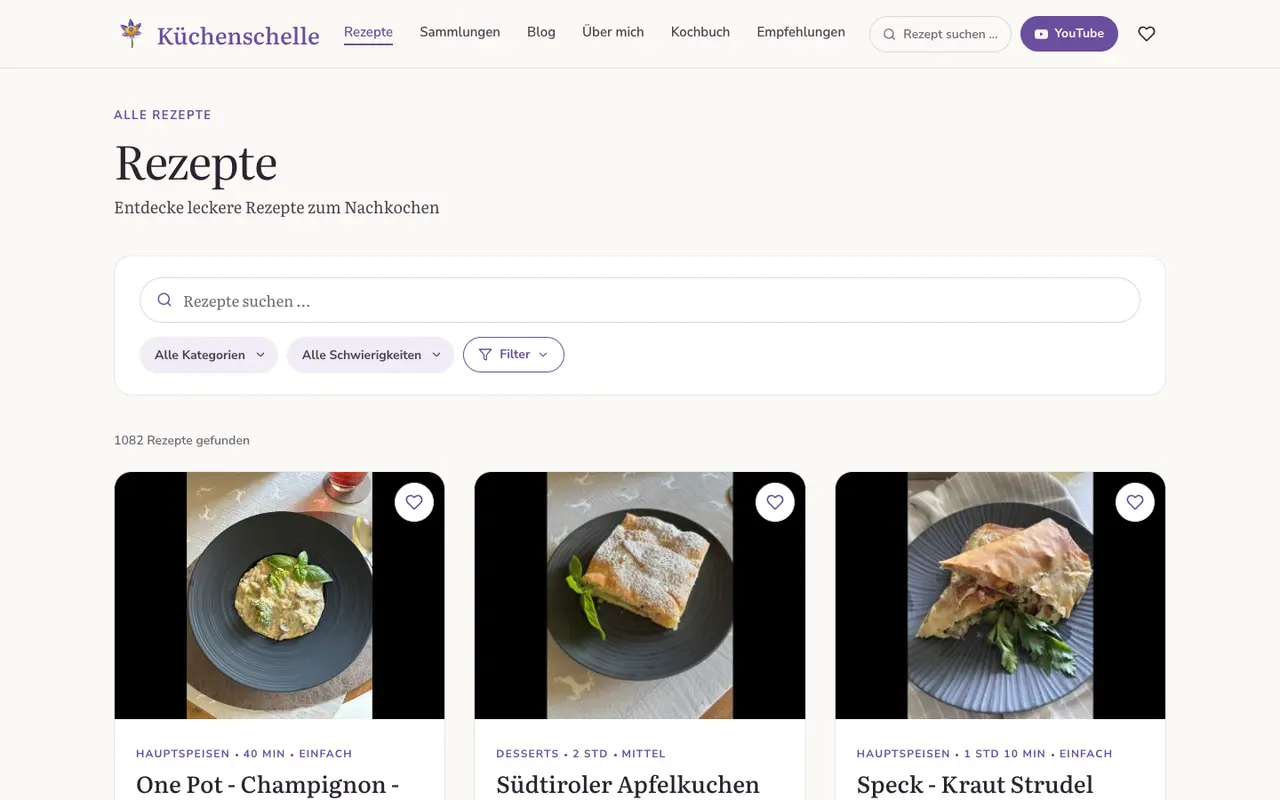 Küchenschelle
Rezepte
Sammlungen
Blog
Über mich
Kochbuch
Empfehlungen
Rezept suchen ...
YouTube
ALLE REZEPTE
Rezepte
Entdecke leckere Rezepte zum Nachkochen
Rezepte suchen ...
Alle Kategorien
Alle Schwierigkeiten
Filter
1082 Rezepte gefunden
HAUPTSPEISEN • 40 MIN • EINFACH
One Pot - Champignon -
DESSERTS • 2 STD • MITTEL
Südtiroler Apfelkuchen
HAUPTSPEISEN • 1 STD 10 MIN • EINFACH
Speck - Kraut Strudel